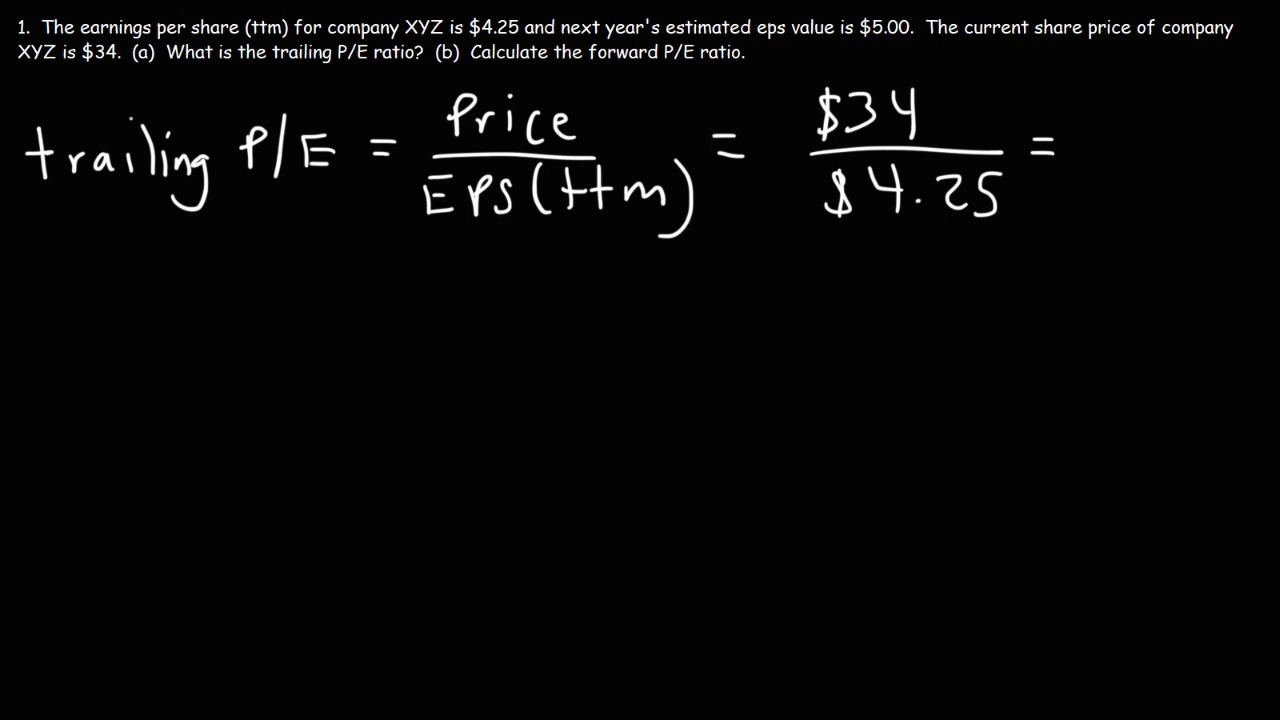 1. The earnings per share (ttm) for company XYZ is $4.25 and next year's estimated eps value is $5.00. The current share price of company
XYZ is $34. (a) What is the trailing P/E ratio? (b) Calculate the forward P/E ratio.
trailing P/E = Price / EPS (ttm) = $34 / $4.25 =